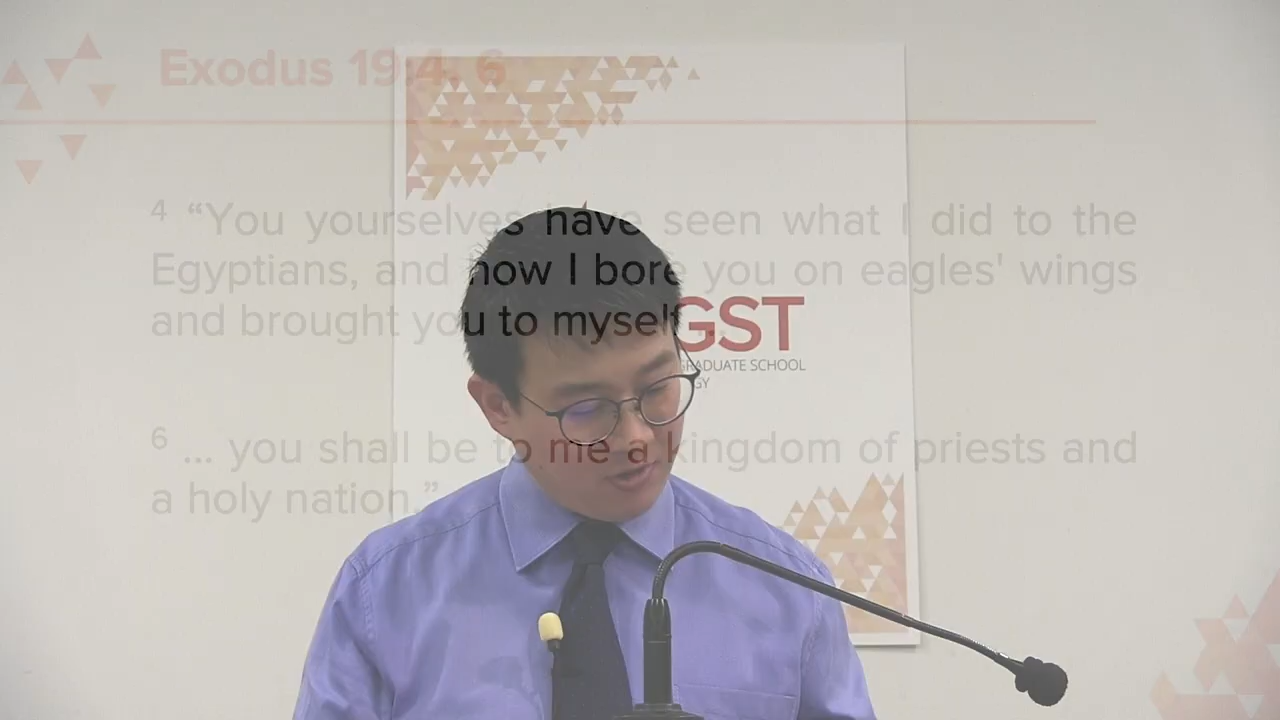 Exodus 19:4, 6
4 “You yourselves have seen what I did to the
Egyptians, and how I bore you on eagles' wings
and brought you to myself
6 ... you shall be to me a kingdom of priests and
a holy nation.”
GST
GRADUATE SCHOOL